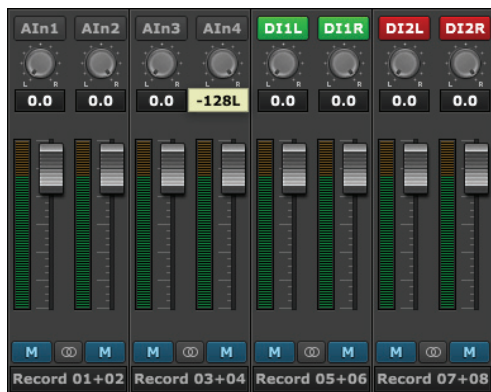 AIn1 AIn2 AIn3 AIn4 DI1L DI1R DI2L DI2R
L R L R L R L R L R L R L R L R
0.0 0.0 0.0 -128L 0.0 0.0 0.0 0.0
M M M M M M M M
Record 01+02 Record 03+04 Record 05+06 Record 07+08